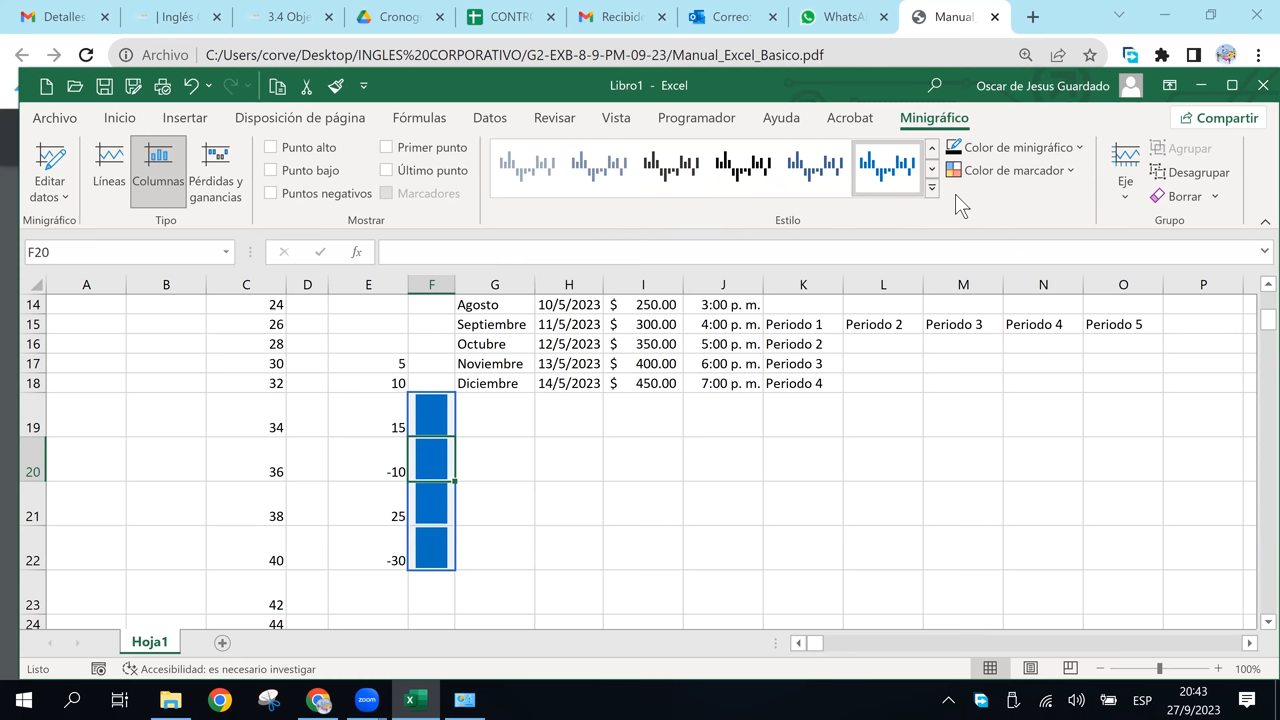 Detalles
Inglés C
3.4 Obje
Cronog
CONTR
Recibid
Correo:
WhatsA
Manual_
Archivo C:/Users/corve/Desktop/INGLES%20CORPORATIVO/G2-EXB-8-9-PM-09-23/Manual_Excel_Basico.pdf
Libro1 - Excel
Oscar de Jesus Guardado
Archivo Inicio Insertar Disposición de página Fórmulas Datos Revisar Vista Programador Ayuda Acrobat Minigráfico Compartir
Editar datos
Líneas
Columnas
Pérdidas y ganancias
Punto alto
Punto bajo
Puntos negativos
Primer punto
Último punto
Marcadores
Color de minigráfico
Color de marcador
Eje
Agrupar
Desagrupar
Borrar
Minigráfico Tipo Mostrar Estilo Grupo
F20 fx
A B C D E F G H I J K L M N O P
14 24 Agosto 10/5/2023 $ 250.00 3:00 p. m.
15 26 Septiembre 11/5/2023 $ 300.00 4:00 p. m. Periodo 1 Periodo 2 Periodo 3 Periodo 4 Periodo 5
16 28 Octubre 12/5/2023 $ 350.00 5:00 p. m. Periodo 2
17 30 5 Noviembre 13/5/2023 $ 400.00 6:00 p. m. Periodo 3
18 32 10 Diciembre 14/5/2023 $ 450.00 7:00 p. m. Periodo 4
19 34 15
20 36 -10
21 38 25
22 40 -30
23 42
24 44
Hoja1
Listo Accesibilidad: es necesario investigar 100%
zoom
ESP
20:43
27/9/2023